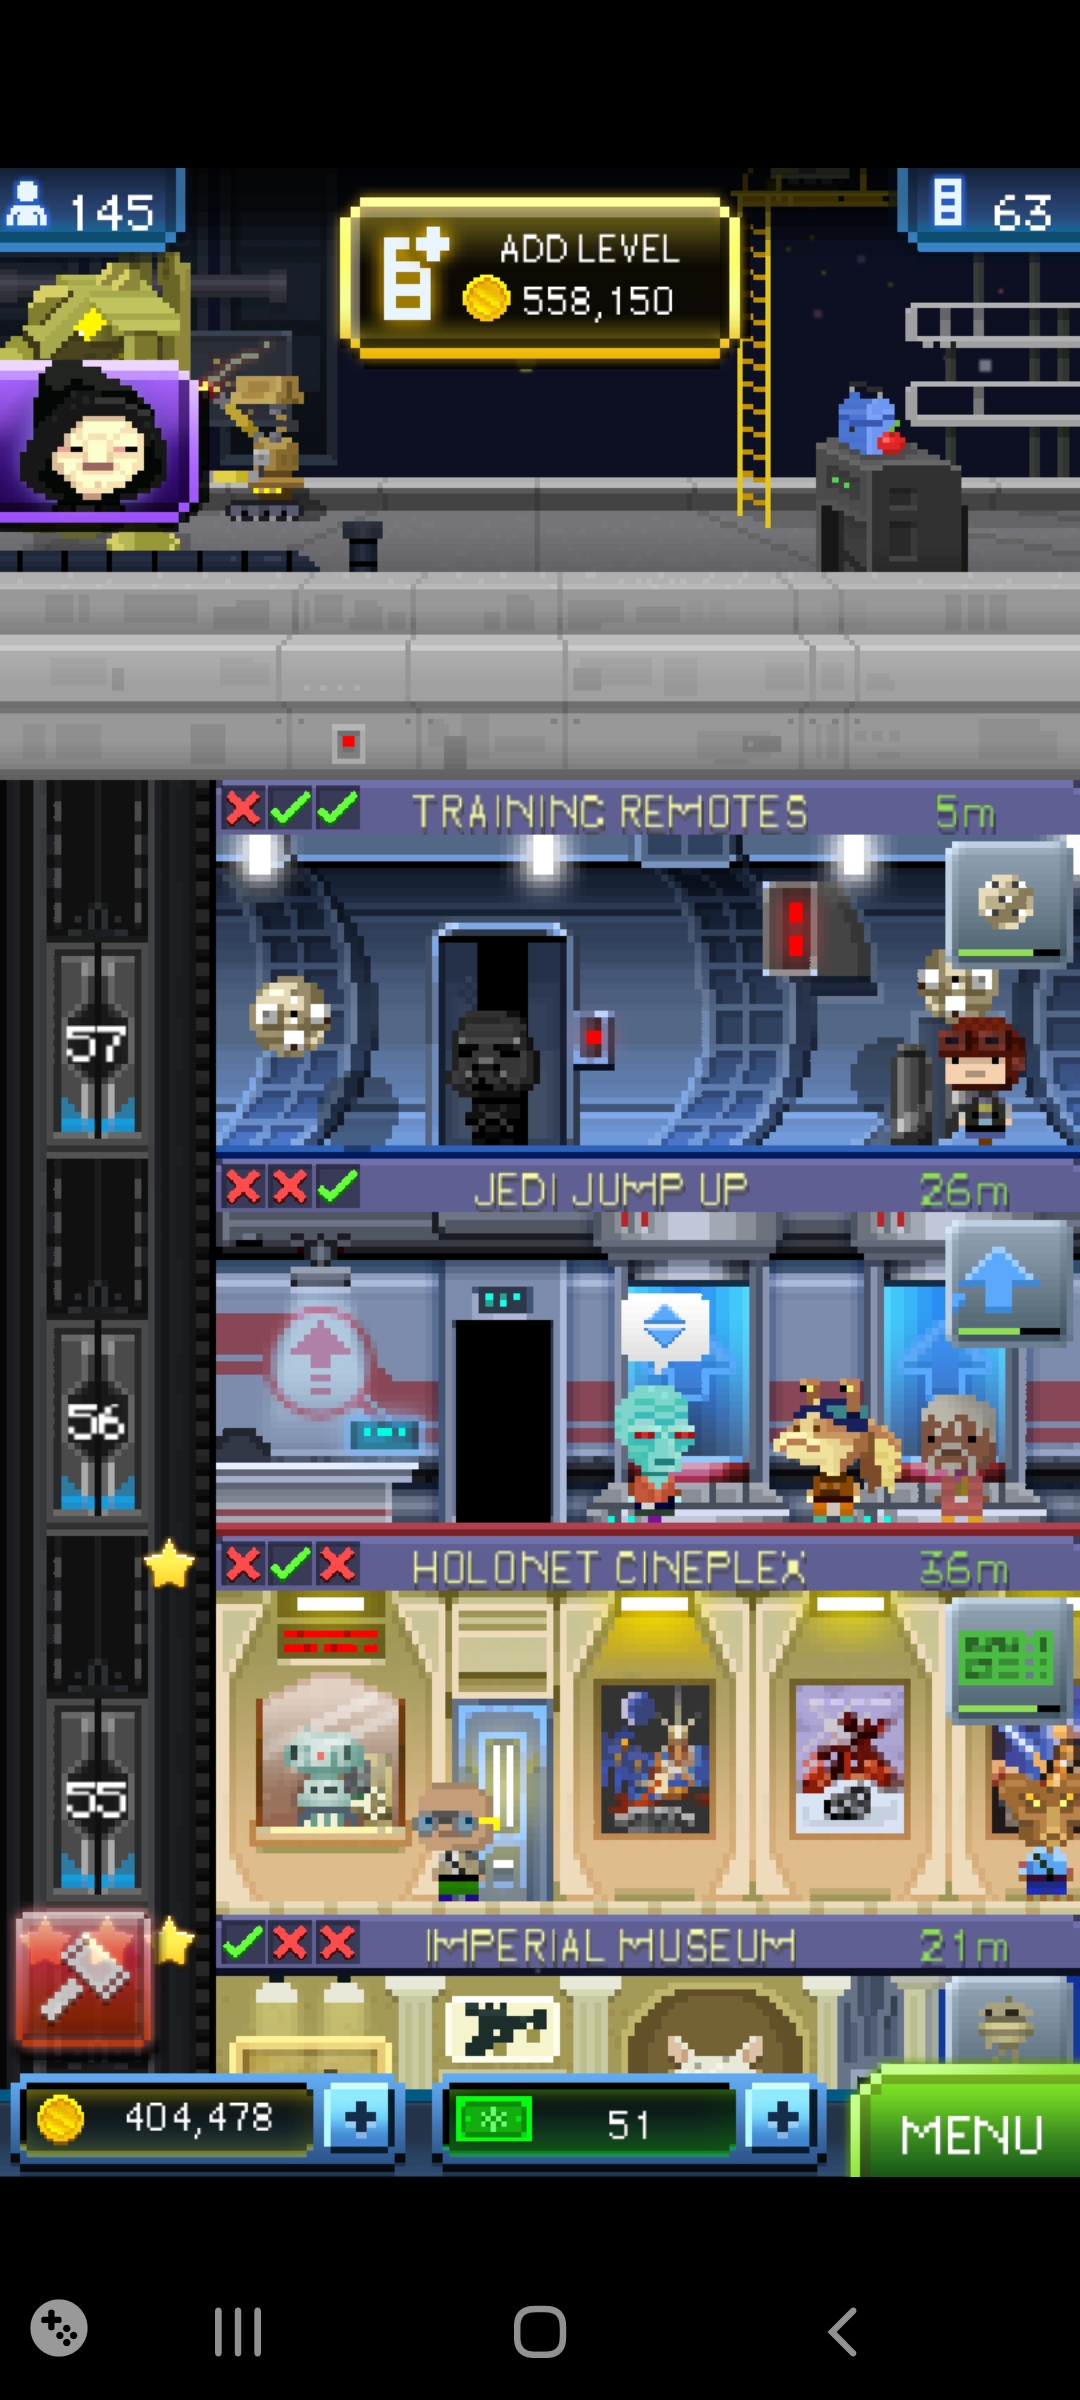 145
ADD LEVEL
558,150
63
TRAINING REMOTES
5m
57
JEDI JUMP UP
26m
56
HOLONET CINEPLEX
36m
55
IMPERIAL MUSEUM
21m
404,478
51
MENU